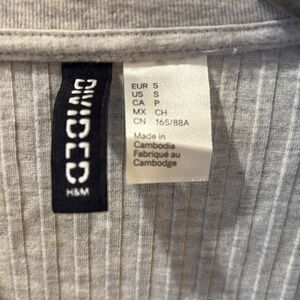 DIVIDED
H&M
EUR S
US S
CA P
MX CH
CN 165/88A
Made in
Cambodia
Fabriqué au
Cambodge